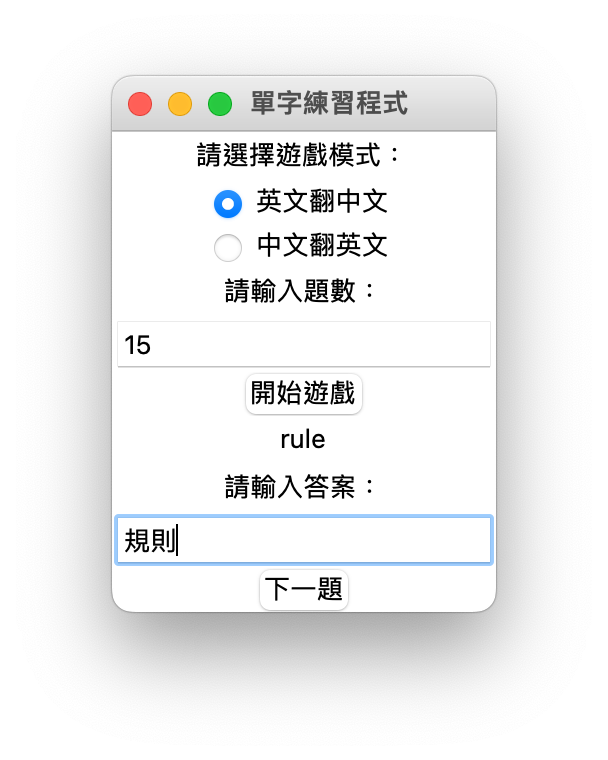 單字練習程式
請選擇遊戲模式：
英文翻中文
中文翻英文
請輸入題數：
15
開始遊戲
rule
請輸入答案：
規則
下一題